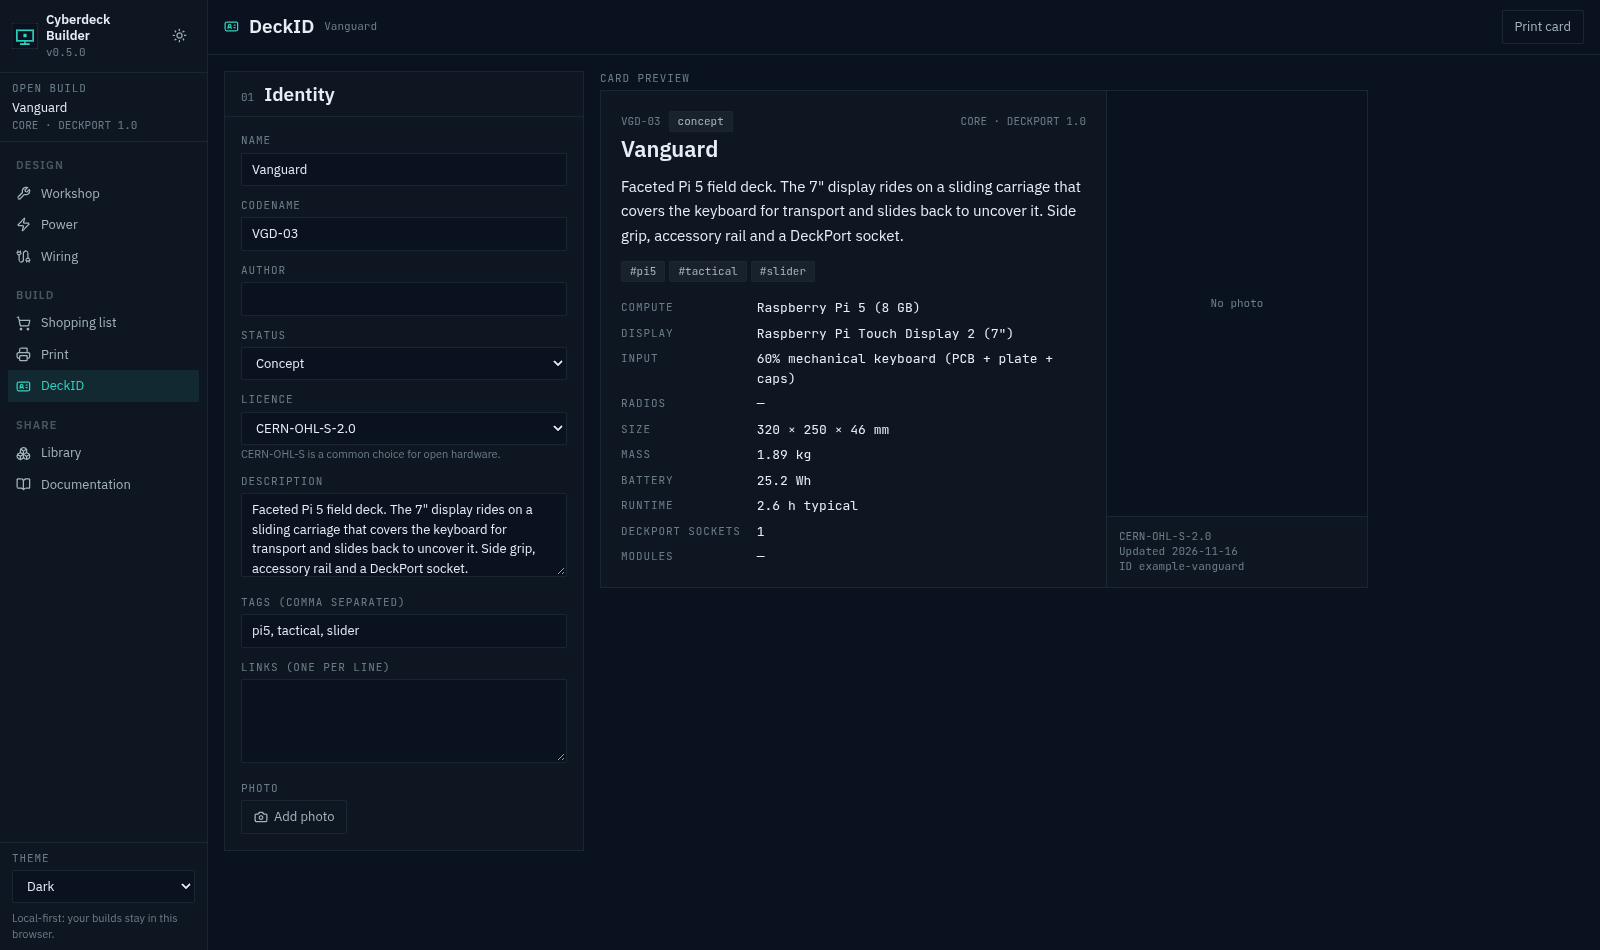 Cyberdeck
Builder
v0.5.0
OPEN BUILD
Vanguard
CORE · DECKPORT 1.0
DESIGN
Workshop
Power
Wiring
BUILD
Shopping list
Print
DeckID
SHARE
Library
Documentation
THEME
Dark
Local-first: your builds stay in this
browser.
DeckID Vanguard
Print card
01 Identity
NAME
Vanguard
CODENAME
VGD-03
AUTHOR
STATUS
Concept
LICENCE
CERN-OHL-S-2.0
CERN-OHL-S is a common choice for open hardware.
DESCRIPTION
Faceted Pi 5 field deck. The 7" display rides on a
sliding carriage that covers the keyboard for
transport and slides back to uncover it. Side grip,
accessory rail and a DeckPort socket.
TAGS (COMMA SEPARATED)
pi5, tactical, slider
LINKS (ONE PER LINE)
PHOTO
Add photo
CARD PREVIEW
VGD-03 concept CORE · DECKPORT 1.0
Vanguard
Faceted Pi 5 field deck. The 7" display rides on a sliding carriage that
covers the keyboard for transport and slides back to uncover it. Side
grip, accessory rail and a DeckPort socket.
#pi5 #tactical #slider
COMPUTE Raspberry Pi 5 (8 GB)
DISPLAY Raspberry Pi Touch Display 2 (7")
INPUT 60% mechanical keyboard (PCB + plate +
caps)
RADIOS —
SIZE 320 × 250 × 46 mm
MASS 1.89 kg
BATTERY 25.2 Wh
RUNTIME 2.6 h typical
DECKPORT SOCKETS 1
MODULES —
No photo
CERN-OHL-S-2.0
Updated 2026-11-16
ID example-vanguard